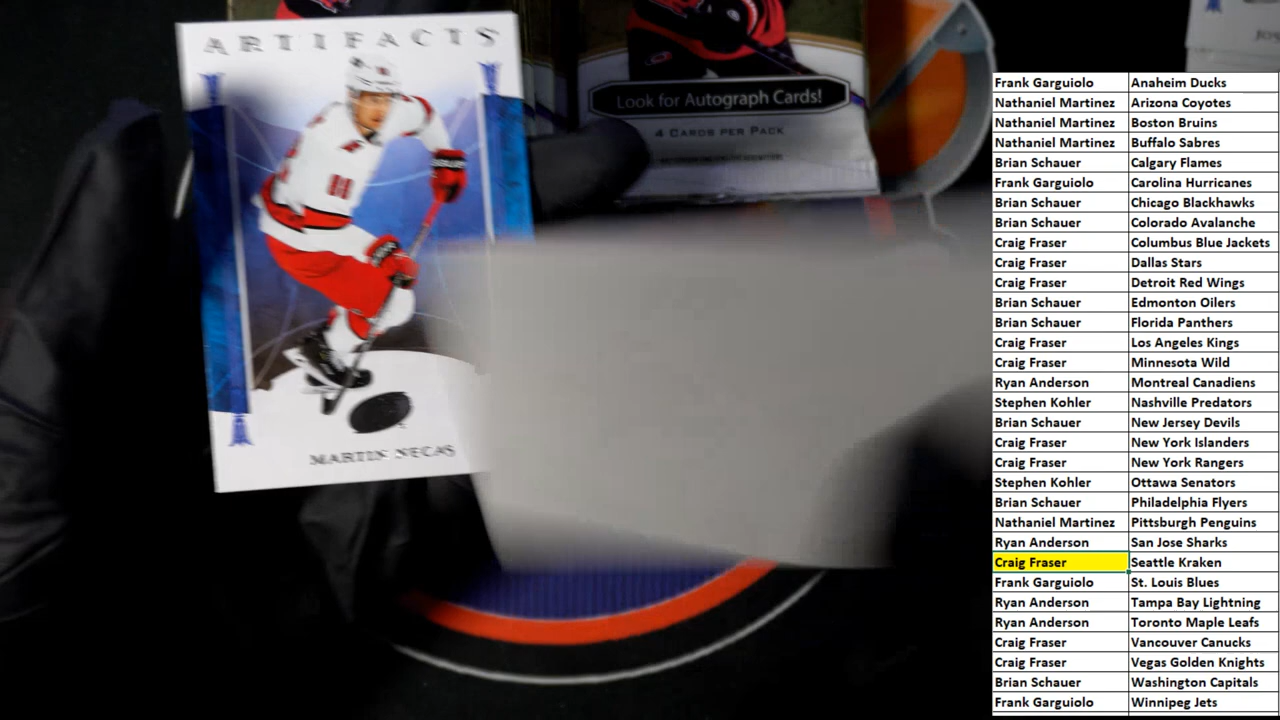 ARTIFACTS
88
MARTIN NECAS
Look for Autograph Cards!
4 CARDS PER PACK
Frank Garguiolo Anaheim Ducks
Nathaniel Martinez Arizona Coyotes
Nathaniel Martinez Boston Bruins
Nathaniel Martinez Buffalo Sabres
Brian Schauer Calgary Flames
Frank Garguiolo Carolina Hurricanes
Brian Schauer Chicago Blackhawks
Brian Schauer Colorado Avalanche
Craig Fraser Columbus Blue Jackets
Craig Fraser Dallas Stars
Craig Fraser Detroit Red Wings
Brian Schauer Edmonton Oilers
Brian Schauer Florida Panthers
Craig Fraser Los Angeles Kings
Craig Fraser Minnesota Wild
Ryan Anderson Montreal Canadiens
Stephen Kohler Nashville Predators
Brian Schauer New Jersey Devils
Craig Fraser New York Islanders
Craig Fraser New York Rangers
Stephen Kohler Ottawa Senators
Brian Schauer Philadelphia Flyers
Nathaniel Martinez Pittsburgh Penguins
Ryan Anderson San Jose Sharks
Craig Fraser Seattle Kraken
Frank Garguiolo St. Louis Blues
Ryan Anderson Tampa Bay Lightning
Ryan Anderson Toronto Maple Leafs
Craig Fraser Vancouver Canucks
Craig Fraser Vegas Golden Knights
Brian Schauer Washington Capitals
Frank Garguiolo Winnipeg Jets